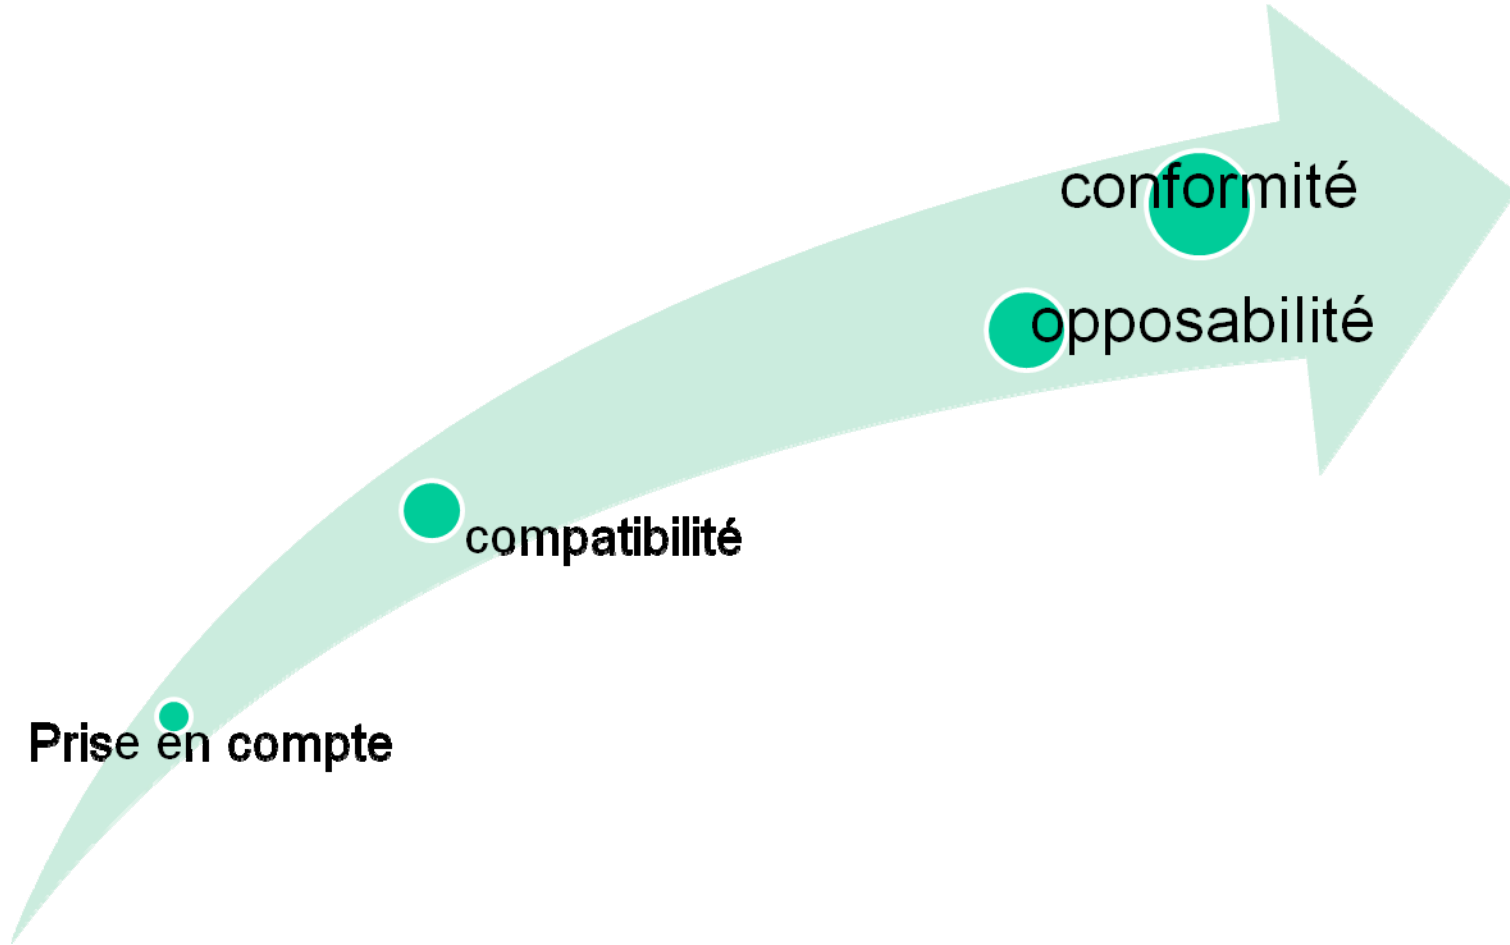 conformité
opposabilité
compatibilité
Prise en compte